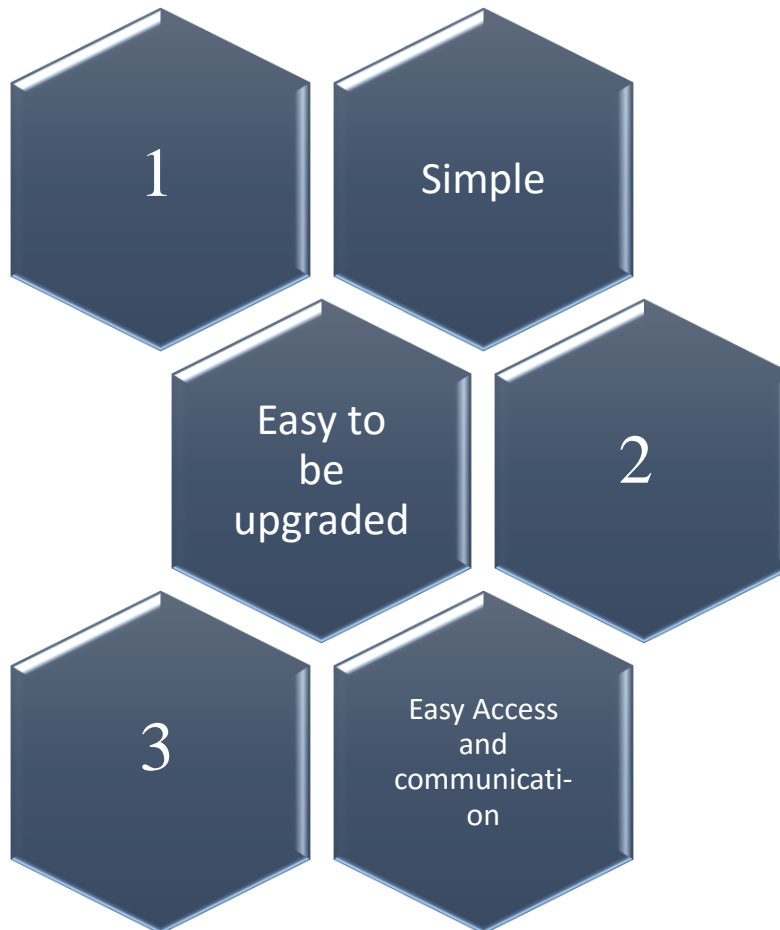 1
Simple
Easy to
be
upgraded
2
3
Easy Access
and
communicati-
on